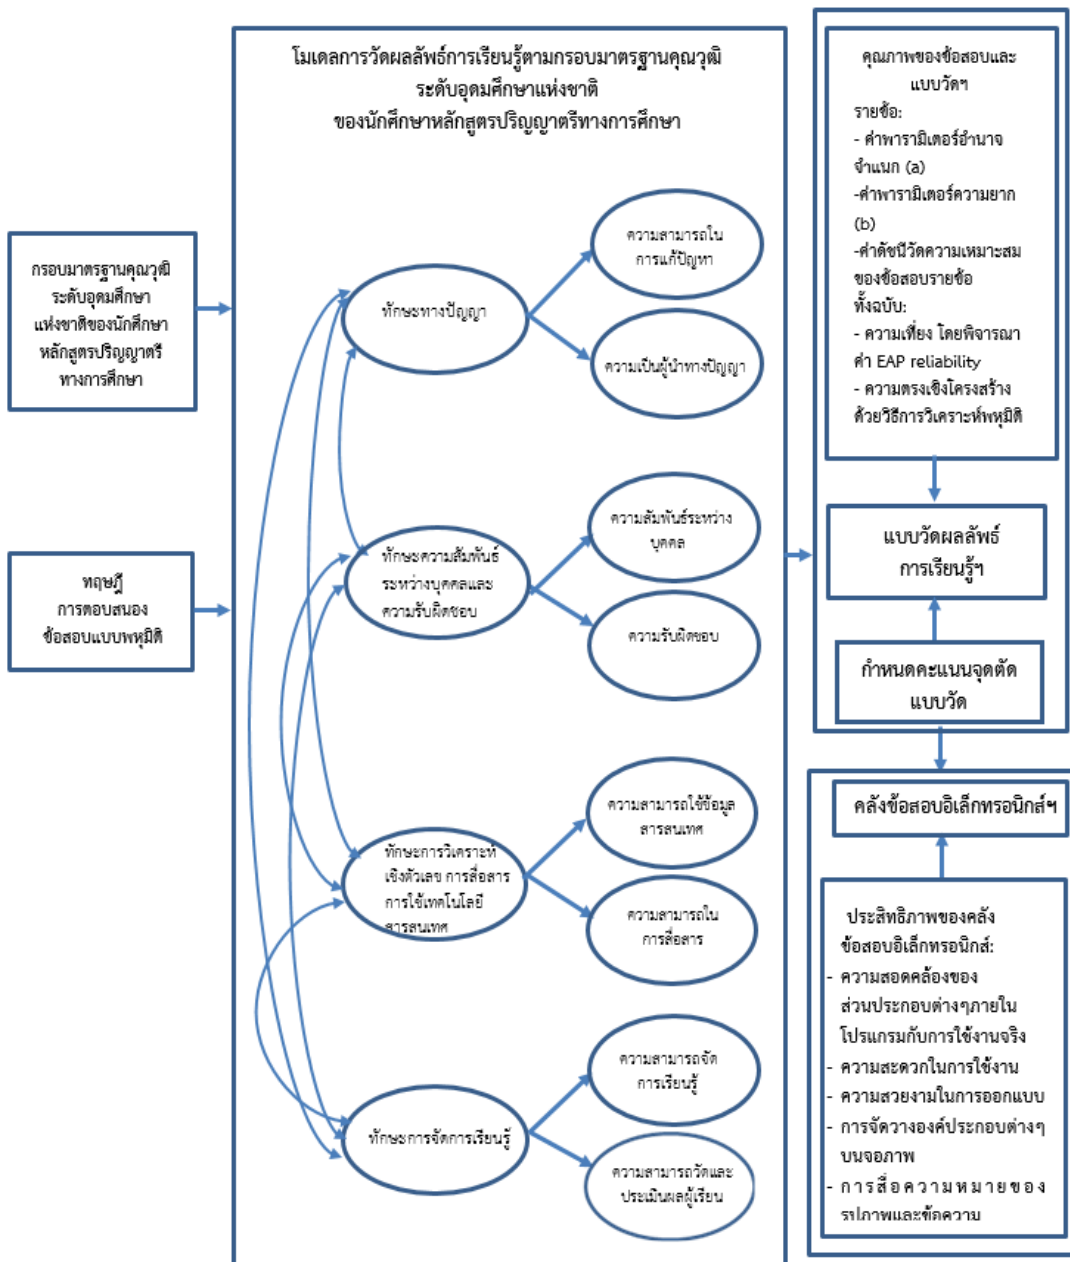 โมเดลการวัดผลลัพธ์การเรียนรู้ตามกรอบมาตรฐานคุณวุฒิ
ระดับอุดมศึกษาแห่งชาติ
ของนักศึกษาหลักสูตรปริญญาตรีทางการศึกษา
กรอบมาตรฐานคุณวุฒิ
ระดับอุดมศึกษา
แห่งชาติของนักศึกษา
หลักสูตรปริญญาตรี
ทางการศึกษา
ทฤษฎี
การตอบสนอง
ข้อสอบแบบพหุมิติ
ทักษะทางปัญญา
ความสามารถใน
การแก้ปัญหา
ความเป็นผู้นำทางปัญญา
ทักษะความสัมพันธ์
ระหว่างบุคคลและ
ความรับผิดชอบ
ความสัมพันธ์ระหว่าง
บุคคล
ความรับผิดชอบ
ทักษะการวิเคราะห์
เชิงตัวเลข การสื่อสาร
การใช้เทคโนโลยี
สารสนเทศ
ความสามารถใช้ข้อมูล
สารสนเทศ
ความสามารถใน
การสื่อสาร
ทักษะการจัดการเรียนรู้
ความสามารถจัด
การเรียนรู้
ความสามารถวัดและ
ประเมินผลผู้เรียน
คุณภาพของข้อสอบและ
แบบวัดฯ
รายข้อ:
- ค่าพารามิเตอร์อำนาจ
จำแนก (a)
-ค่าพารามิเตอร์ความยาก
(b)
-ค่าดัชนีวัดความเหมาะสม
ของข้อสอบรายข้อ
ทั้งฉบับ:
- ความเที่ยง โดยพิจารณา
ค่า EAP reliability
- ความตรงเชิงโครงสร้าง
ด้วยวิธีการวิเคราะห์พหุมิติ
แบบวัดผลลัพธ์
การเรียนรู้ฯ
กำหนดคะแนนจุดตัด
แบบวัด
คลังข้อสอบอิเล็กทรอนิกส์ฯ
ประสิทธิภาพของคลัง
ข้อสอบอิเล็กทรอนิกส์:
- ความสอดคล้องของ
ส่วนประกอบต่างๆภายใน
โปรแกรมกับการใช้งานจริง
- ความสะดวกในการใช้งาน
- ความสวยงามในการออกแบบ
- การจัดวางองค์ประกอบต่างๆ
บนจอภาพ
- การสื่อความหมายของ
รูปภาพและข้อความ